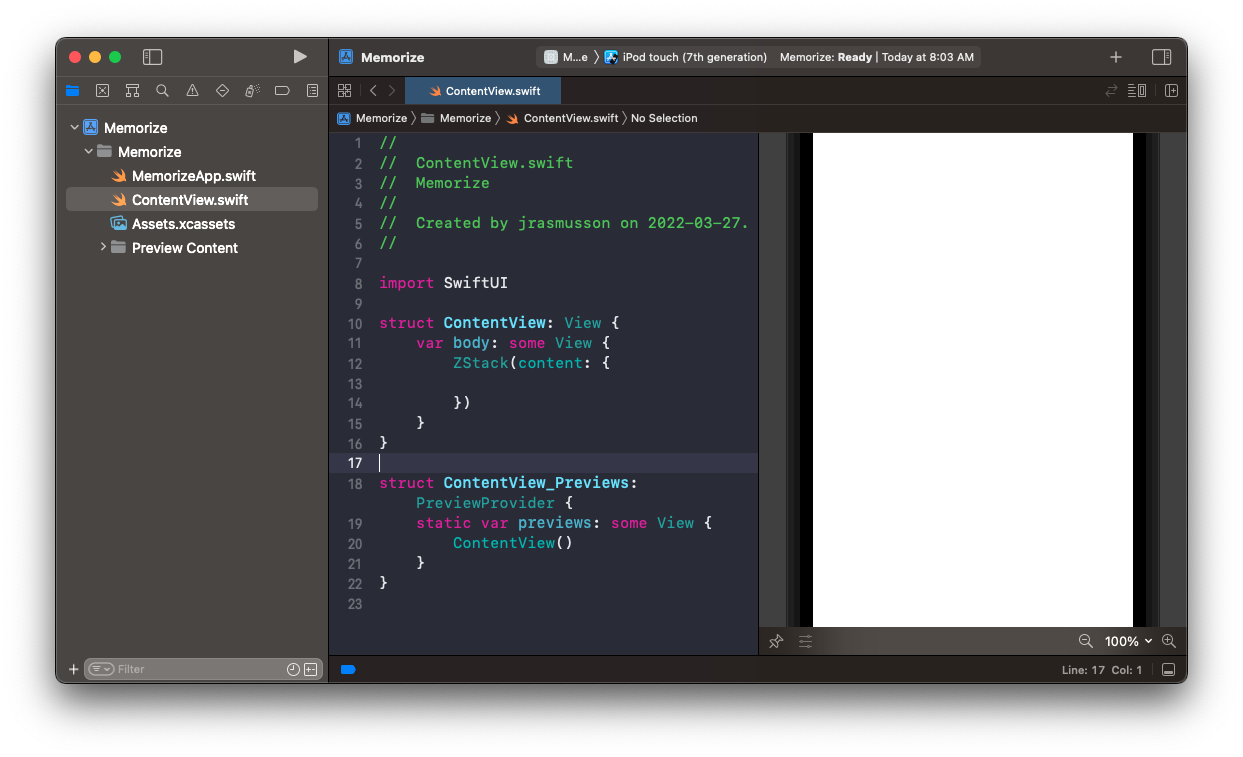 Memorize
M…e 〉 iPod touch (7th generation) Memorize: Ready | Today at 8:03 AM
ContentView.swift
Memorize 〉 Memorize 〉 ContentView.swift 〉 No Selection
Memorize
Memorize
MemorizeApp.swift
ContentView.swift
Assets.xcassets
Preview Content
1 //
2 //  ContentView.swift
3 //  Memorize
4 //
5 //  Created by jrasmusson on 2022-03-27.
6 //
7
8 import SwiftUI
9
10 struct ContentView: View {
11     var body: some View {
12         ZStack(content: {
13
14         })
15     }
16 }
17
18 struct ContentView_Previews:
    PreviewProvider {
19     static var previews: some View {
20         ContentView()
21     }
22 }
23
100%
Filter
Line: 17 Col: 1